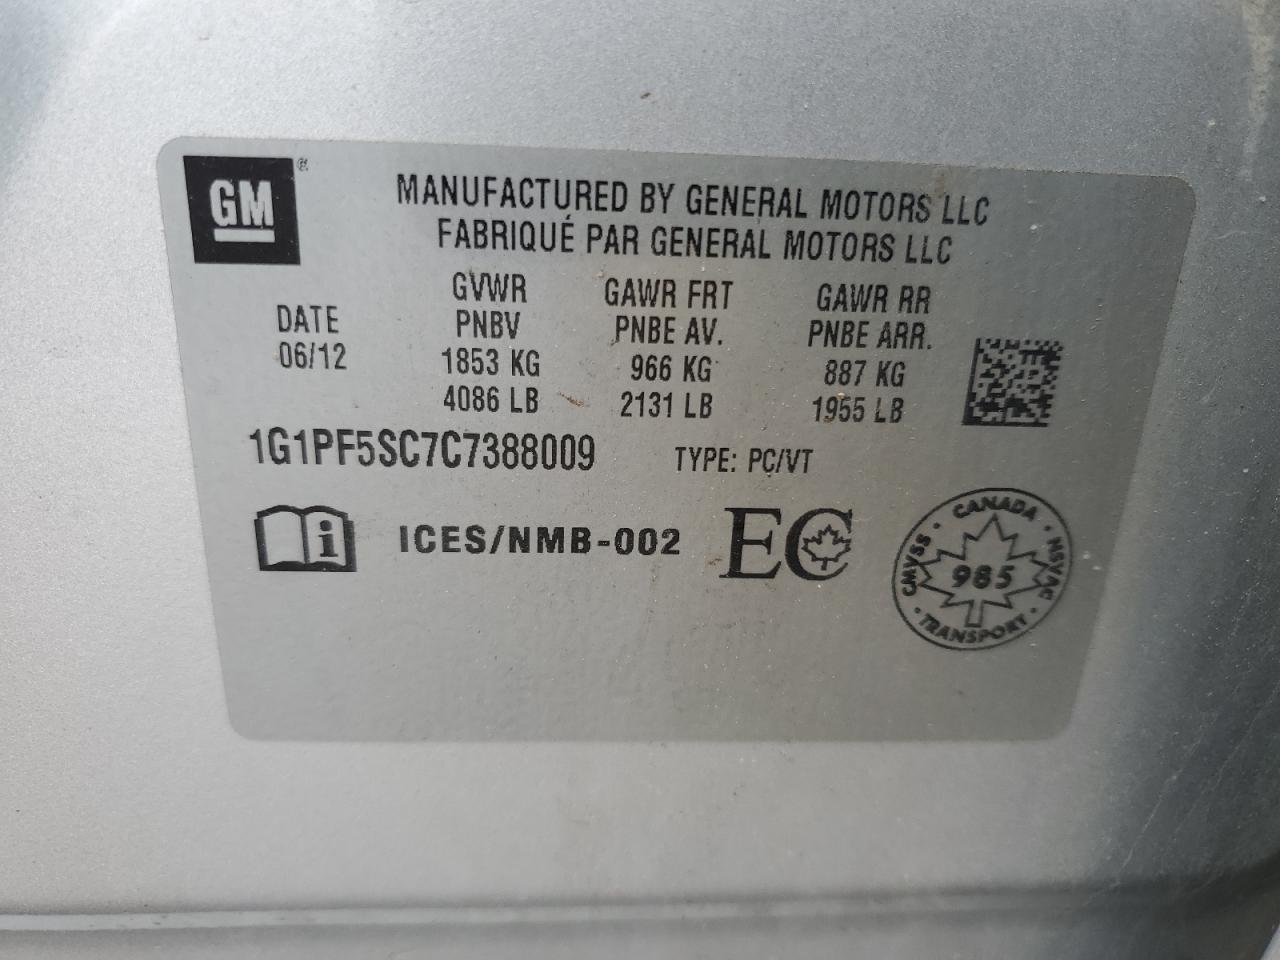 GM®
MANUFACTURED BY GENERAL MOTORS LLC
FABRIQUÉ PAR GENERAL MOTORS LLC
DATE
06/12
GVWR
PNBV
1853 KG
4086 LB
GAWR FRT
PNBE AV.
966 KG
2131 LB
GAWR RR
PNBE ARR.
887 KG
1955 LB
1G1PF5SC7C7388009 TYPE: PC/VT
i ICES/NMB-002 EC
CANADA
CMVSS 985 NSVAC
TRANSPORT